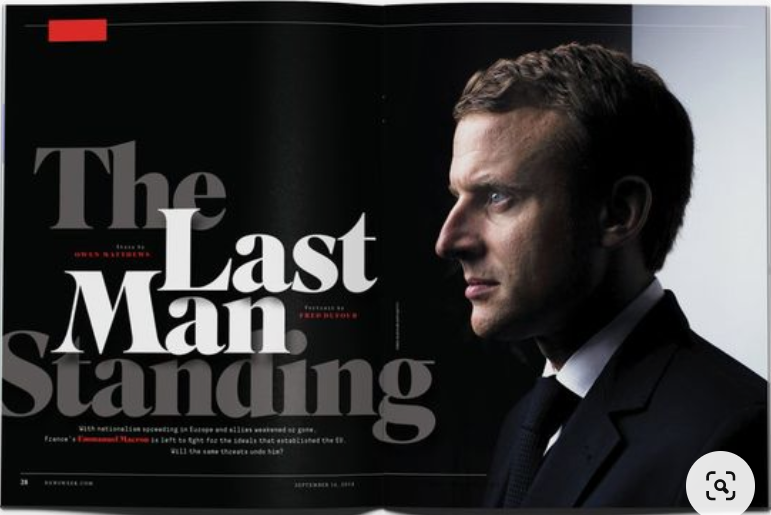 The
Last
Story by
OWEN MATTHEWS
Man
Portrait by
FRED DUFOUR
Standing
With nationalism spreading in Europe and allies weakened or gone,
France's Emmanuel Macron is left to fight for the ideals that established the EU.
Will the same threats undo him?
28 NEWSWEEK.COM
SEPTEMBER